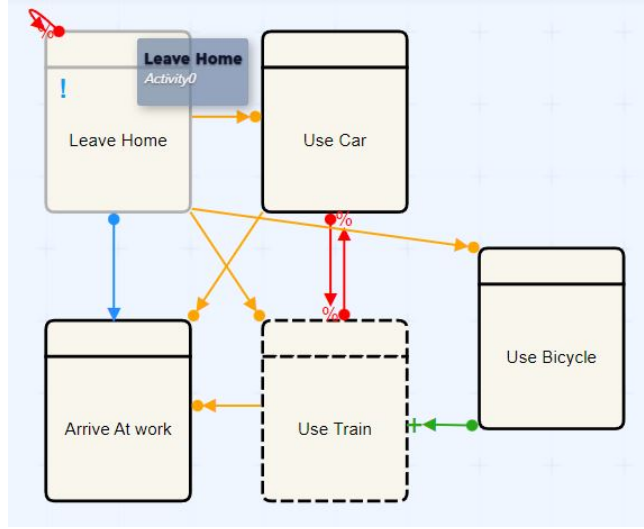 %
Leave Home
Activity0
!
Leave Home
Use Car
%
%
Use Bicycle
Arrive At work
Use Train
+